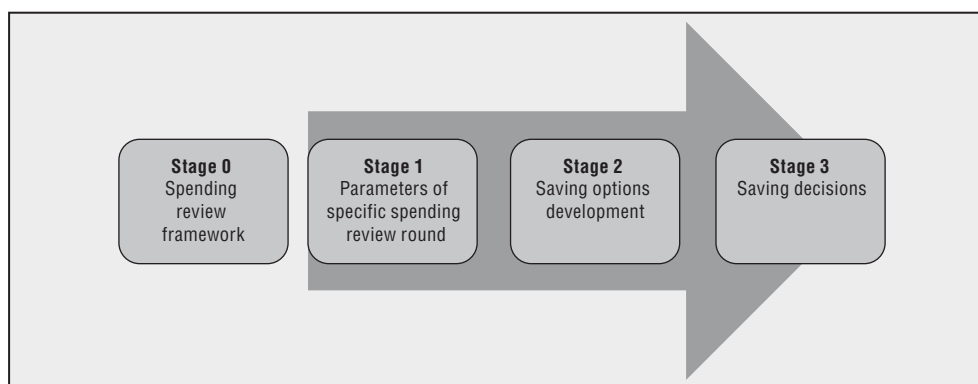 Stage 0
Spending
review
framework
Stage 1
Parameters of
specific spending
review round
Stage 2
Saving options
development
Stage 3
Saving decisions